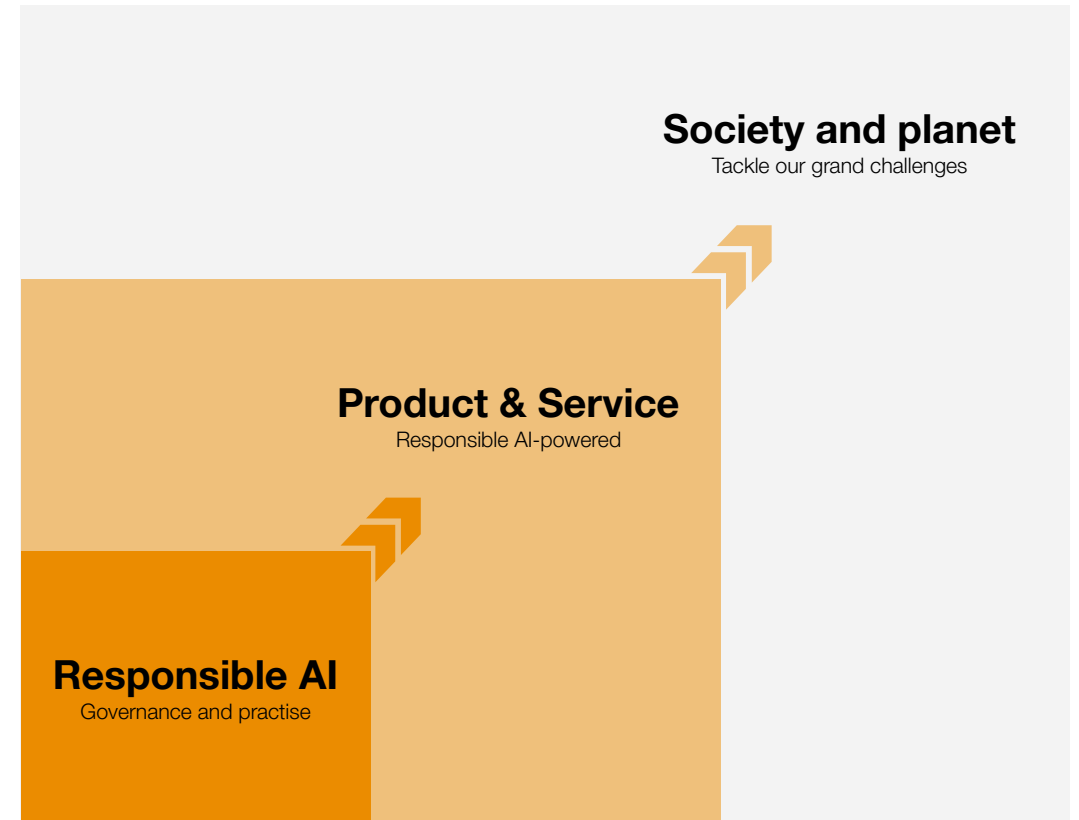 Society and planet
Tackle our grand challenges
Product & Service
Responsible AI-powered
Responsible AI
Governance and practise